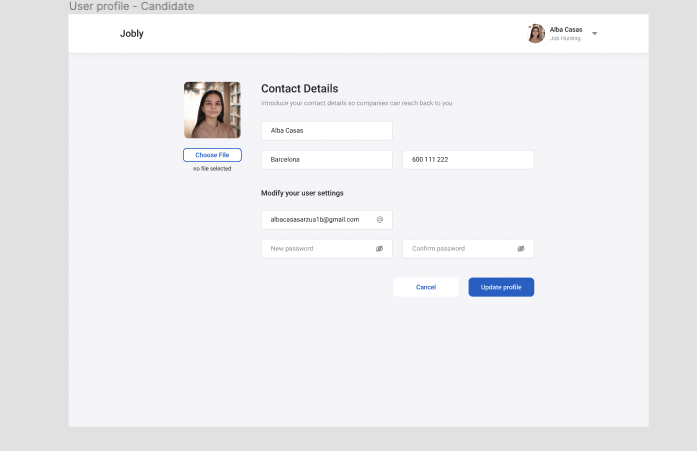 User profile - Candidate
Jobly
Alba Casas
Job Hunting
Contact Details
Introduce your contact details so companies can reach back to you
Alba Casas
Choose File
no file selected
Barcelona
600 111 222
Modify your user settings
albacasasarzua1b@gmail.com
New password
Confirm password
Cancel
Update profile